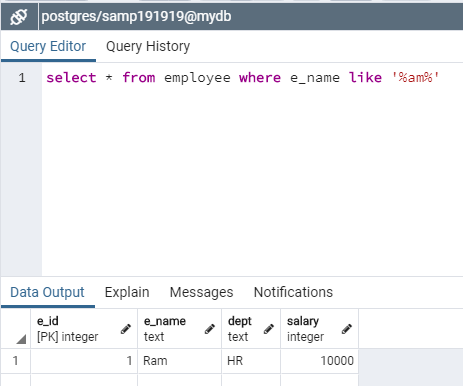 postgres/samp191919@mydb
Query Editor Query History
1 select * from employee where e_name like '%am%'
Data Output Explain Messages Notifications
e_id e_name dept salary
[PK] integer text text integer
1 1 Ram HR 10000